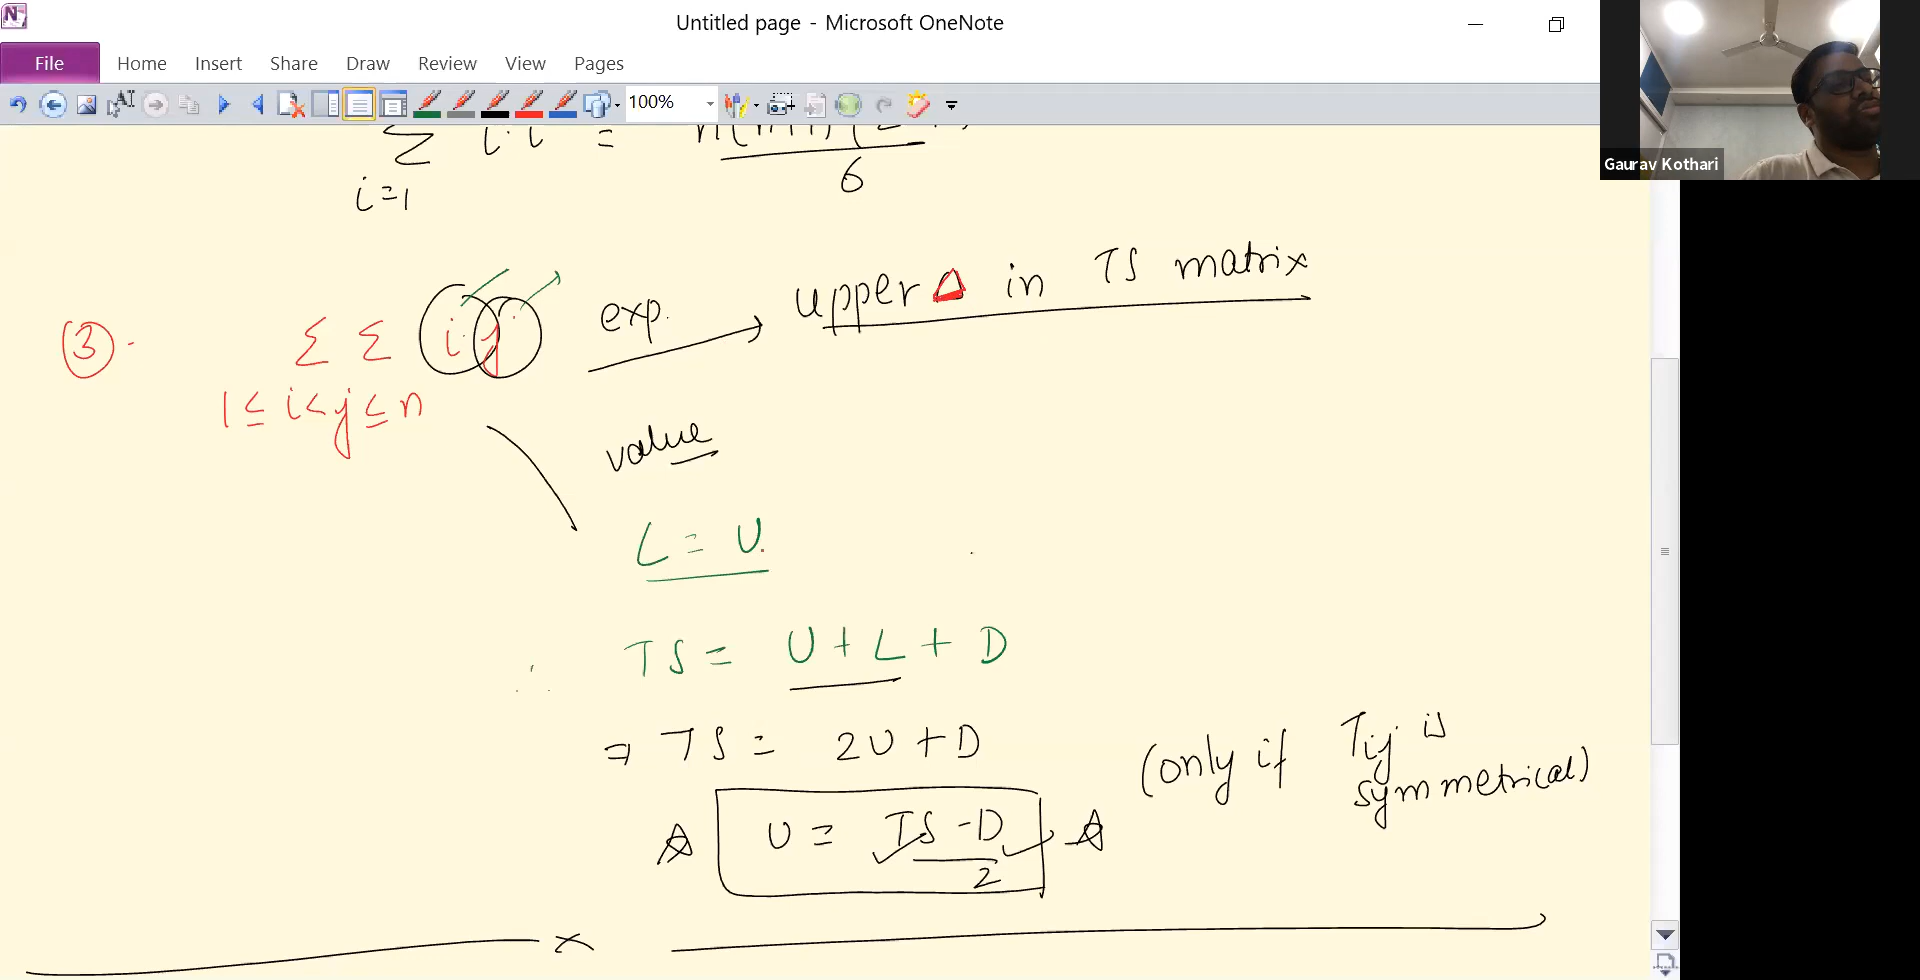 Untitled page - Microsoft OneNote
File Home Insert Share Draw Review View Pages
100%
Gaurav Kothari
Σ i·i =
6
i=1
③ Σ Σ i·j exp. → upper Δ in TS matrix
1 ≤ i < j ≤ n
value
L = U.
∴ TS = U + L + D
⇒ TS = 2U + D (only if Tij is symmetrical)
☆ U = TS - D ☆
2
x